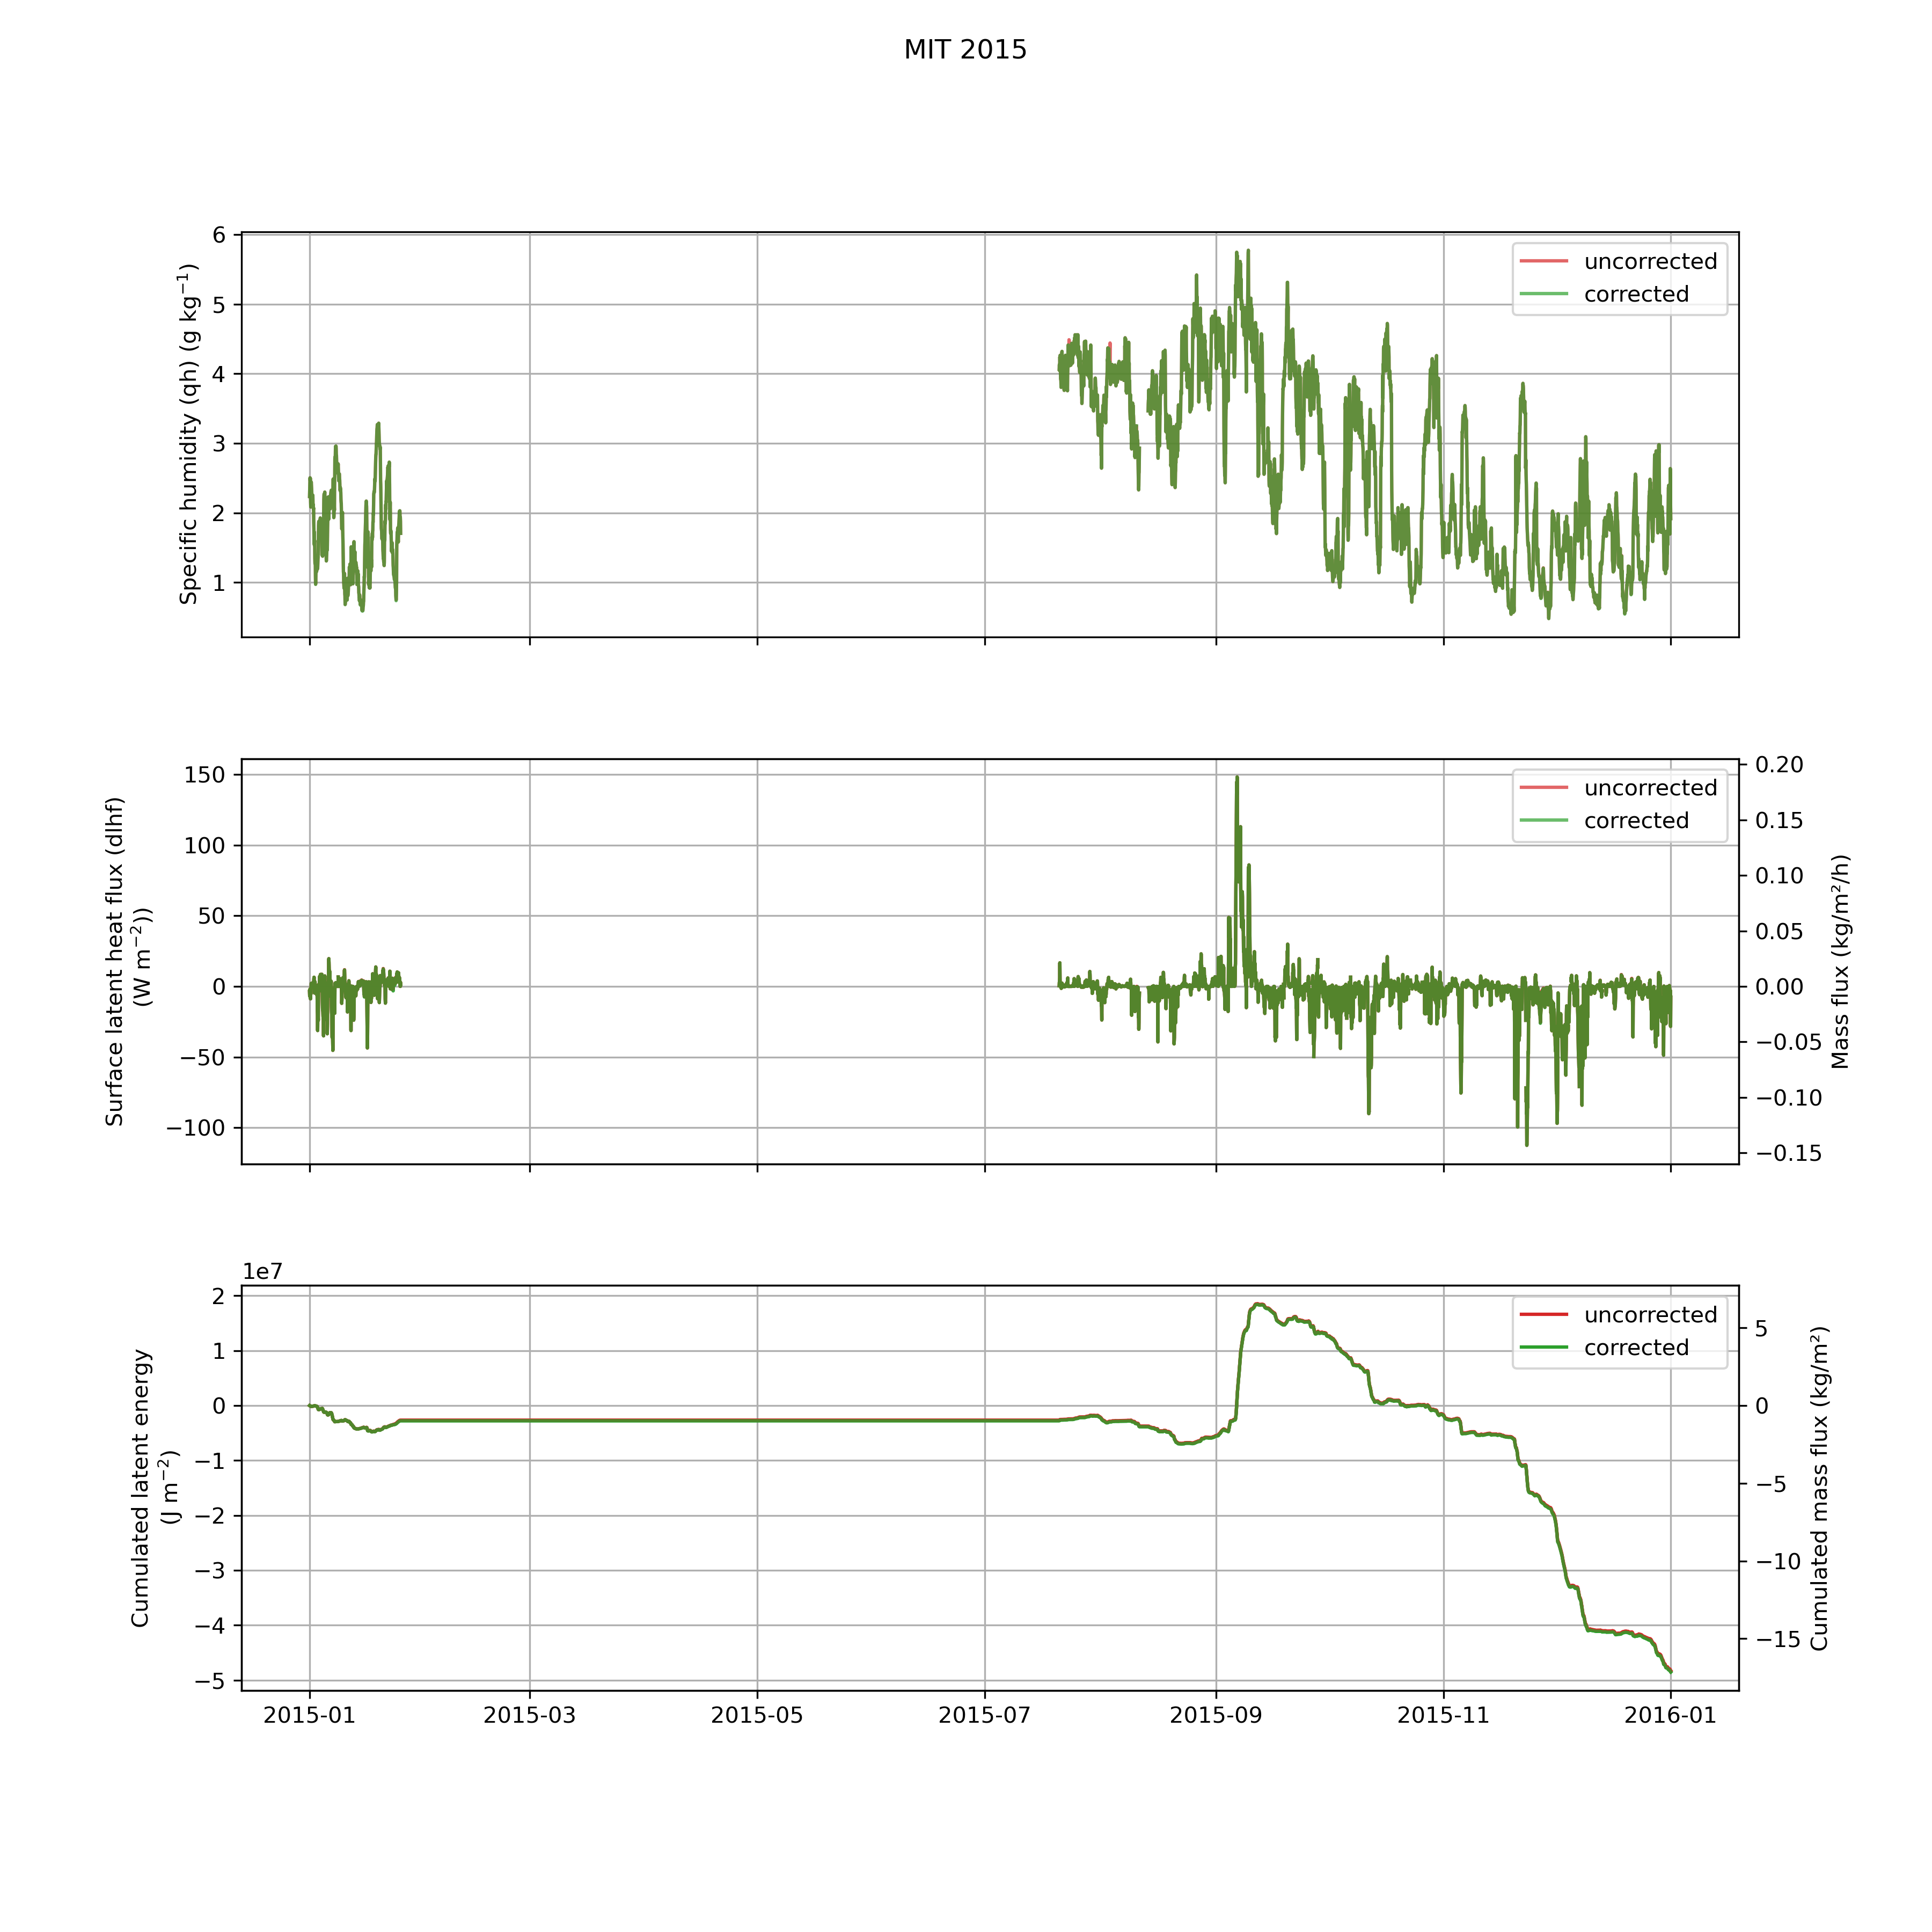 MIT 2015
Specific humidity (qh) (g kg⁻¹)
6
5
4
3
2
1
uncorrected
corrected
Surface latent heat flux (dlhf)
(W m⁻²))
150
100
50
0
−50
−100
uncorrected
corrected
0.20
0.15
0.10
0.05
0.00
−0.05
−0.10
−0.15
Mass flux (kg/m²/h)
1e7
Cumulated latent energy
(J m⁻²)
2
1
0
−1
−2
−3
−4
−5
uncorrected
corrected
5
0
−5
−10
−15
Cumulated mass flux (kg/m²)
2015-01 2015-03 2015-05 2015-07 2015-09 2015-11 2016-01